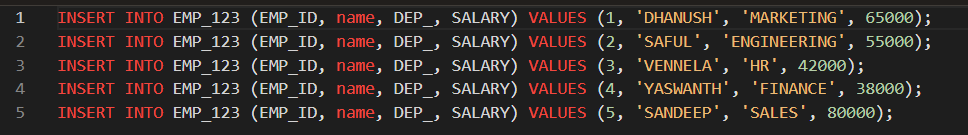 1 INSERT INTO EMP_123 (EMP_ID, name, DEP_, SALARY) VALUES (1, 'DHANUSH', 'MARKETING', 65000);
2 INSERT INTO EMP_123 (EMP_ID, name, DEP_, SALARY) VALUES (2, 'SAFUL', 'ENGINEERING', 55000);
3 INSERT INTO EMP_123 (EMP_ID, name, DEP_, SALARY) VALUES (3, 'VENNELA', 'HR', 42000);
4 INSERT INTO EMP_123 (EMP_ID, name, DEP_, SALARY) VALUES (4, 'YASWANTH', 'FINANCE', 38000);
5 INSERT INTO EMP_123 (EMP_ID, name, DEP_, SALARY) VALUES (5, 'SANDEEP', 'SALES', 80000);